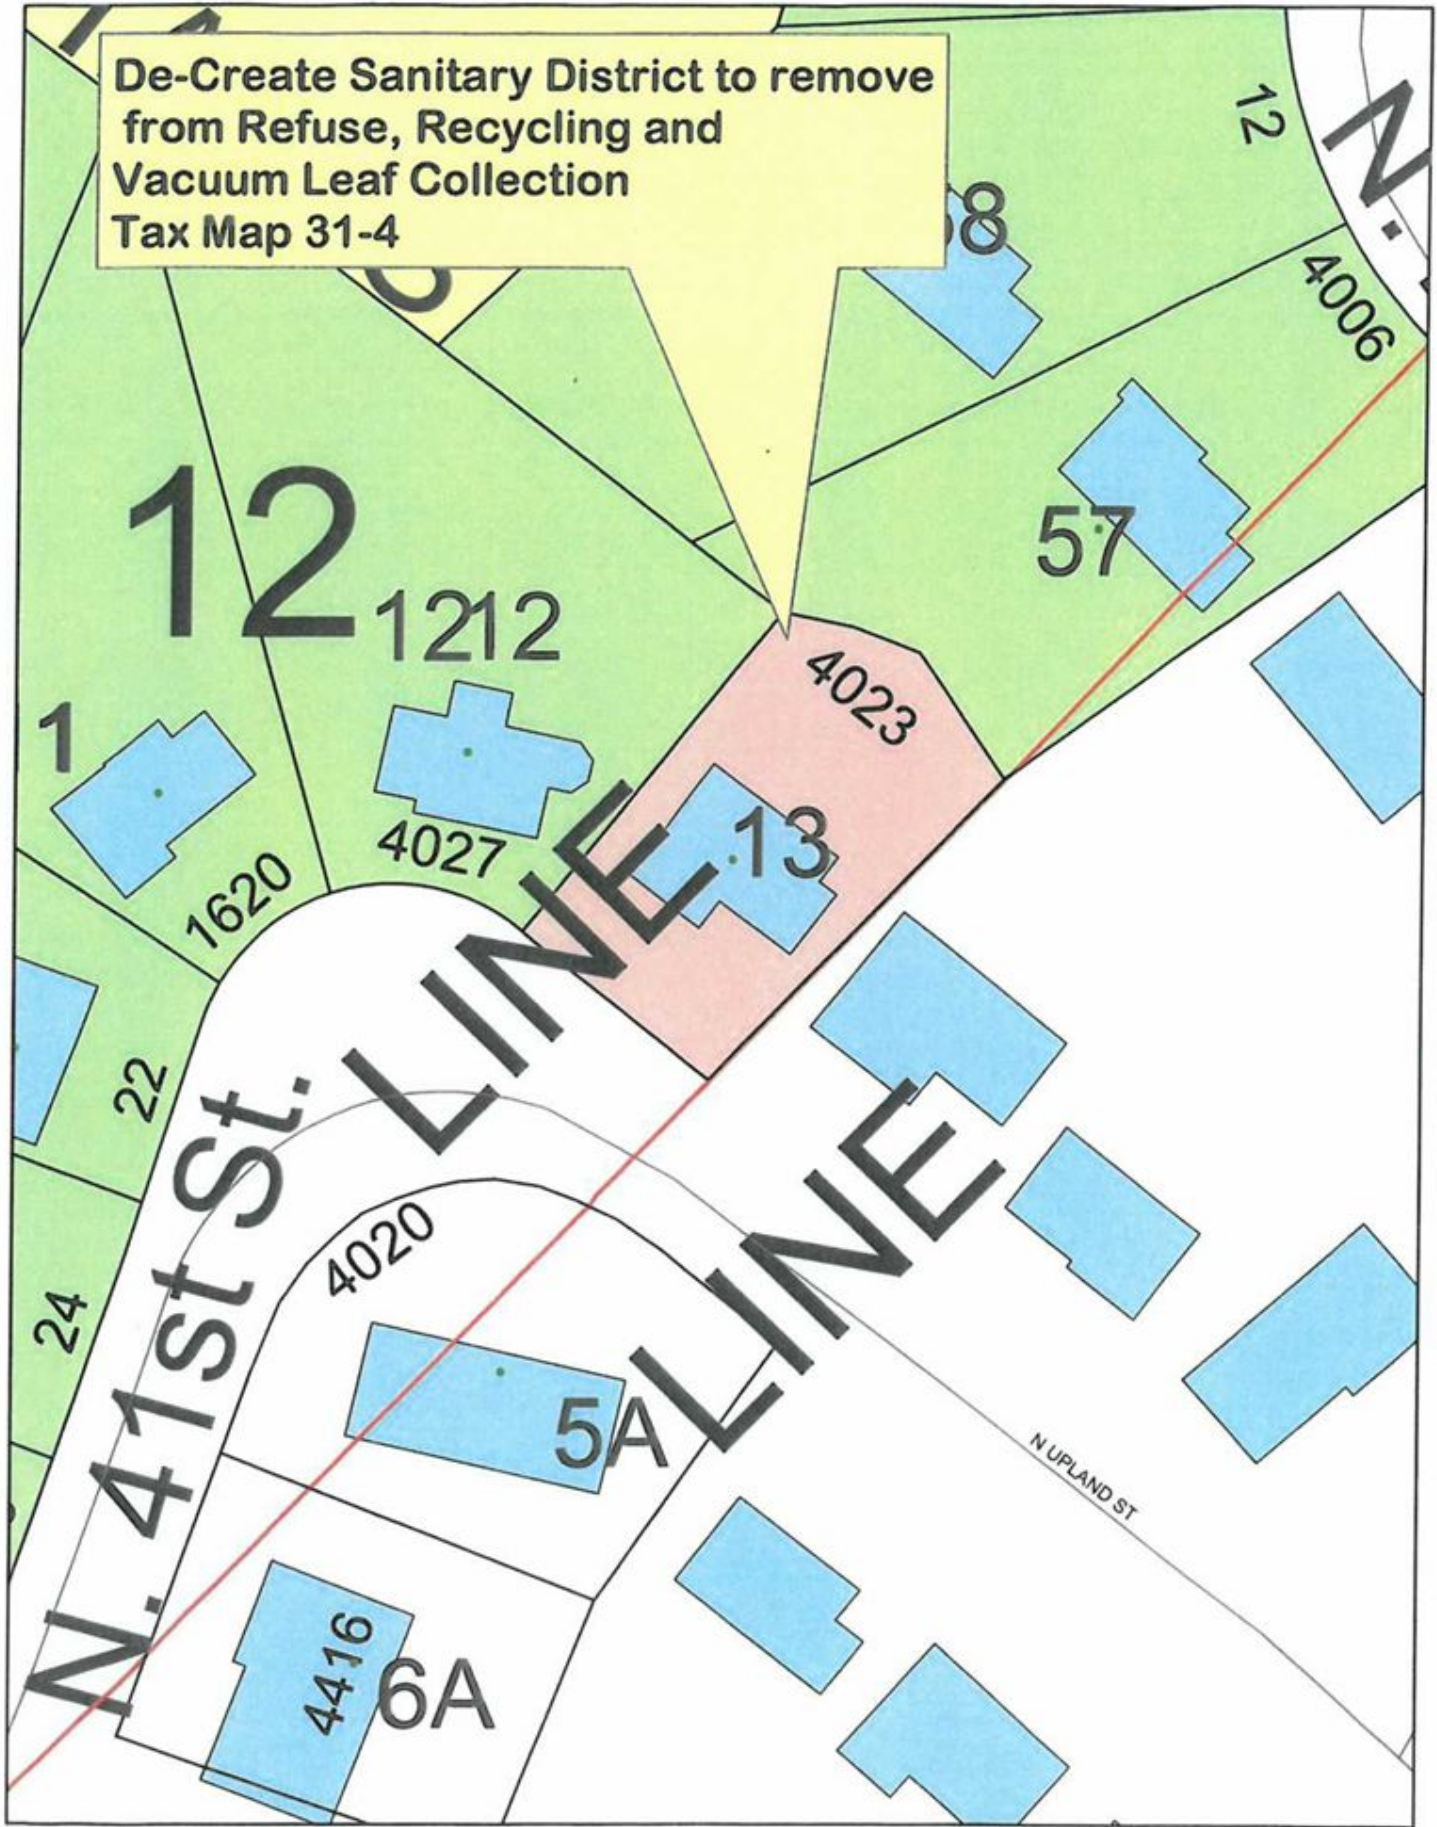 De-Create Sanitary District to remove
from Refuse, Recycling and
Vacuum Leaf Collection
Tax Map 31-4
12
N.
4006
57
12
1212
1
4023
13
4027
1620
LINE
22
N. 41st St.
4020
LINE
24
5A
N UPLAND ST
4416
6A